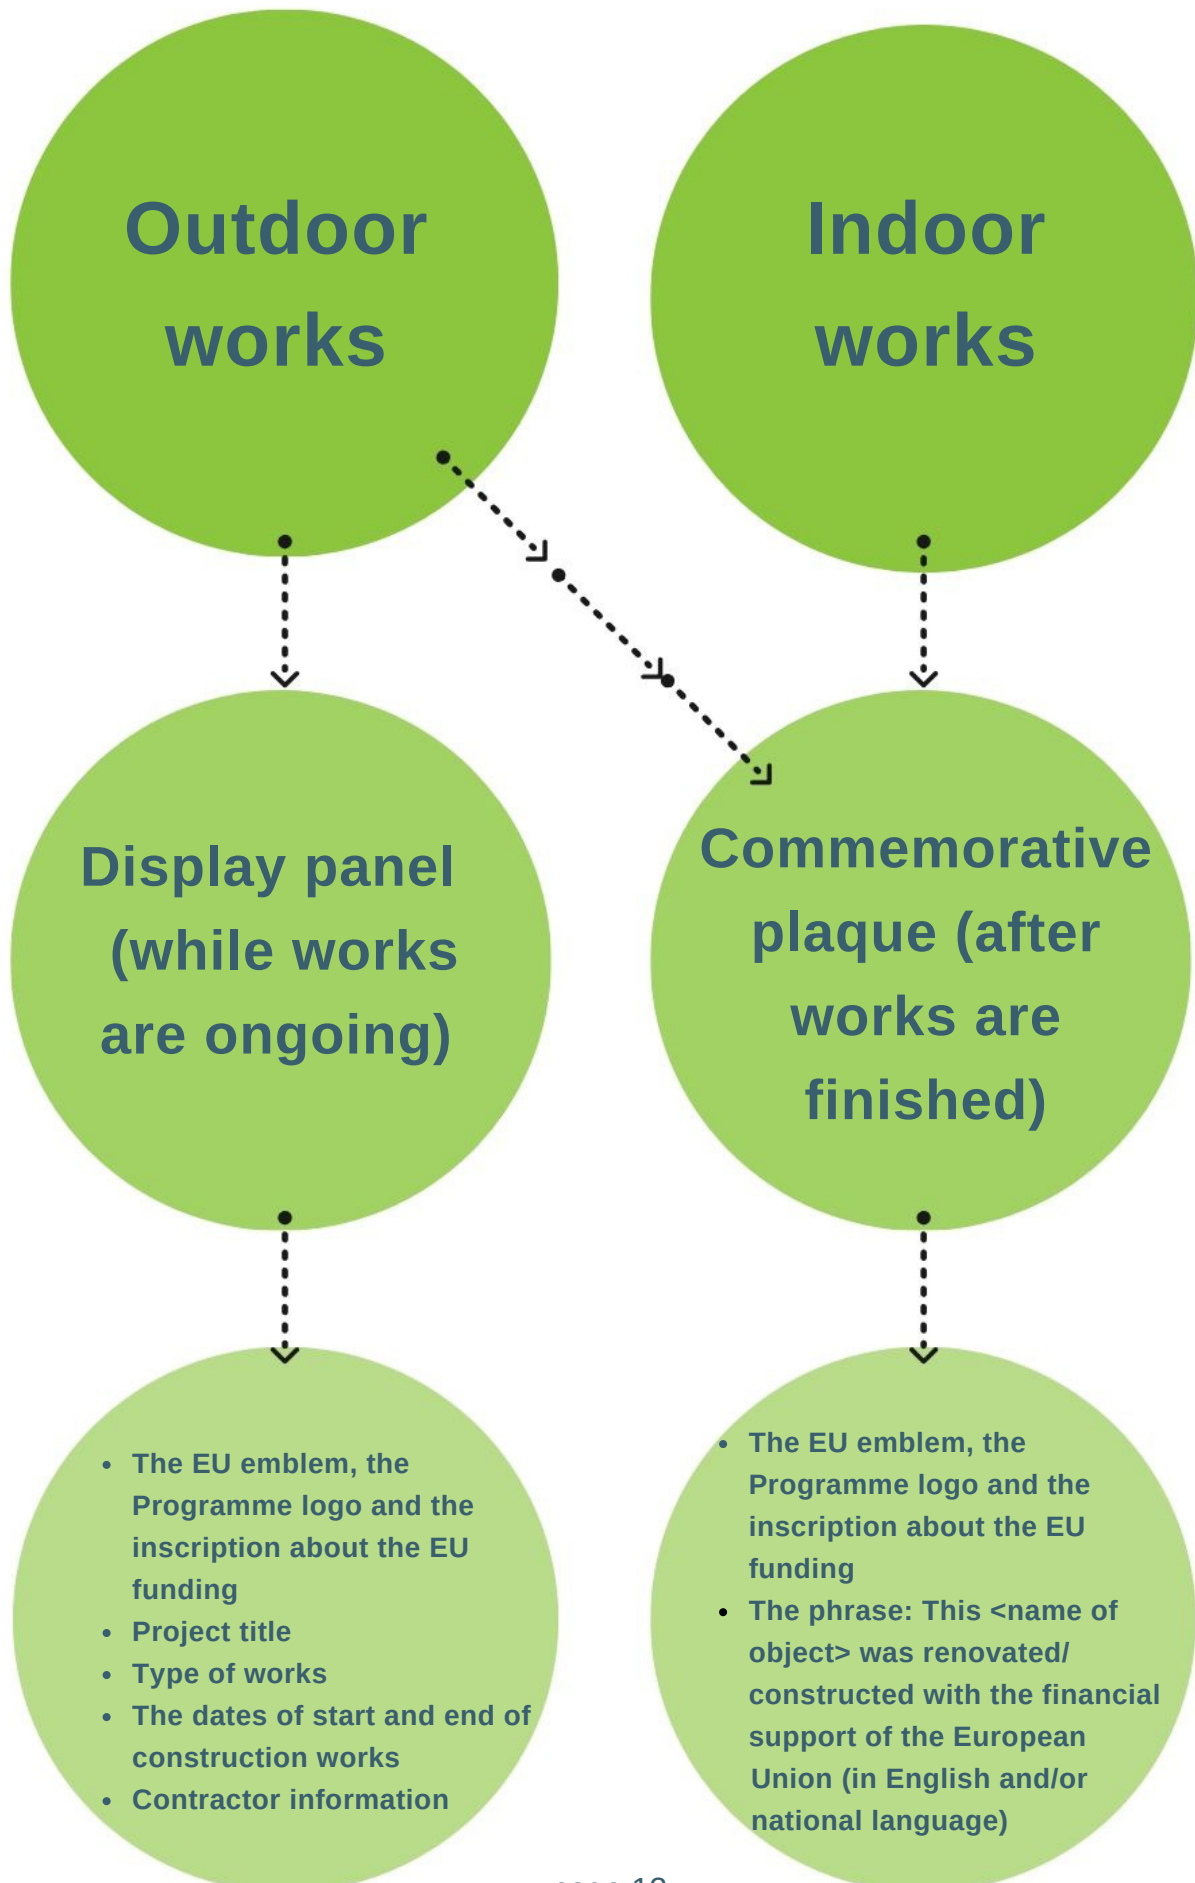 Outdoor
works
Indoor
works
Display panel
(while works
are ongoing)
Commemorative
plaque (after
works are
finished)
• The EU emblem, the
Programme logo and the
inscription about the EU
funding
• Project title
• Type of works
• The dates of start and end of
construction works
• Contractor information
• The EU emblem, the
Programme logo and the
inscription about the EU
funding
• The phrase: This <name of
object> was renovated/
constructed with the financial
support of the European
Union (in English and/or
national language)